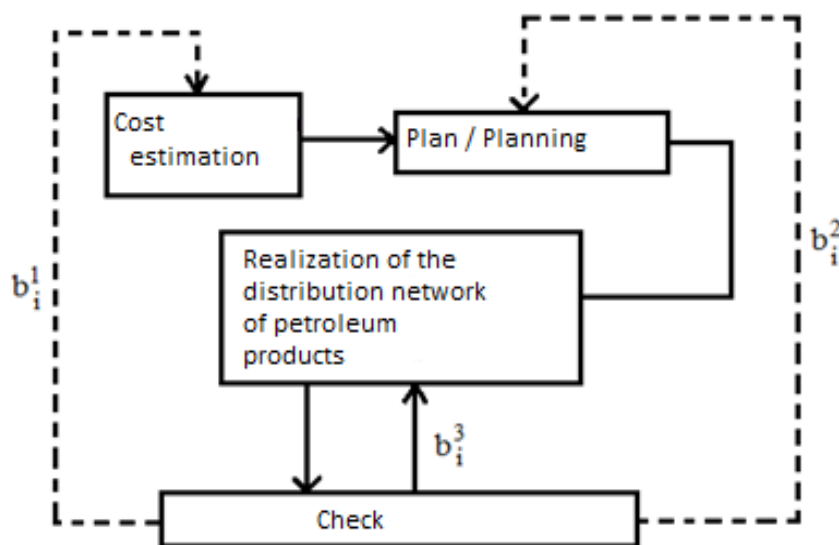 Cost
estimation
Plan / Planning
Realization of the
distribution network
of petroleum
products
b_i^1
b_i^2
b_i^3
Check